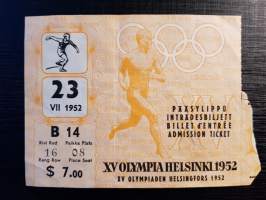 23
VII 1952
B 14
Rivi Rad Paikka Plats
16 08
Rang Row Place Seat
$ 7.00
PÄÄSYLIPPU
INTRÄDESBILJETT
BILLET d'ENTRÉE
ADMISSION TICKET
XV OLYMPIA HELSINKI 1952
XV OLYMPIADEN HELSINGFORS 1952